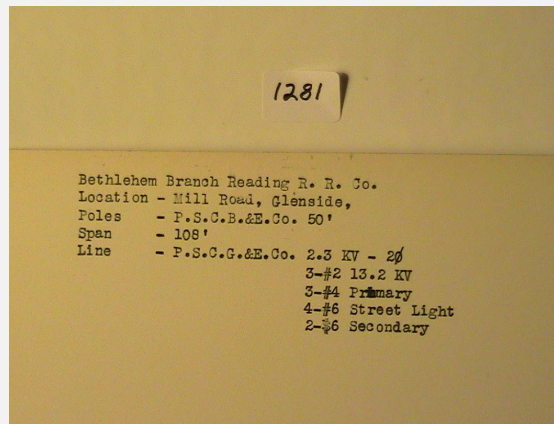 1281
Bethlehem Branch Reading R. R. Co.
Location - Mill Road, Glenside,
Poles - P.S.C.B.&E.Co. 50'
Span - 108'
Line - P.S.C.G.&E.Co. 2.3 KV - 2Ø
3-#2 13.2 KV
3-#4 Primary
4-#6 Street Light
2-#6 Secondary